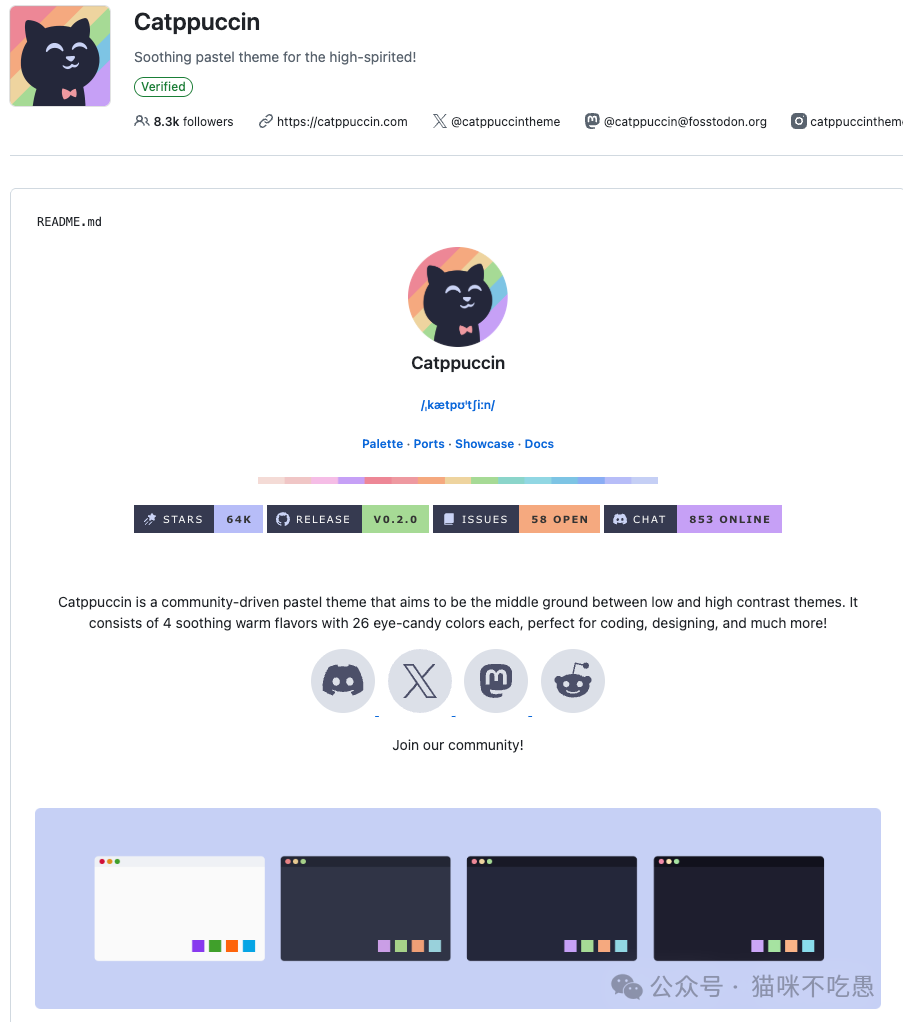 Catppuccin
Soothing pastel theme for the high-spirited!
Verified
8.3k followers https://catppuccin.com @catppuccintheme @catppuccin@fosstodon.org catppuccinthem
README.md
Catppuccin
/ˌkætpʊˈtʃiːn/
Palette · Ports · Showcase · Docs
STARS 64K RELEASE V0.2.0 ISSUES 58 OPEN CHAT 853 ONLINE
Catppuccin is a community-driven pastel theme that aims to be the middle ground between low and high contrast themes. It
consists of 4 soothing warm flavors with 26 eye-candy colors each, perfect for coding, designing, and much more!
Join our community!
公众号 · 猫咪不吃愚